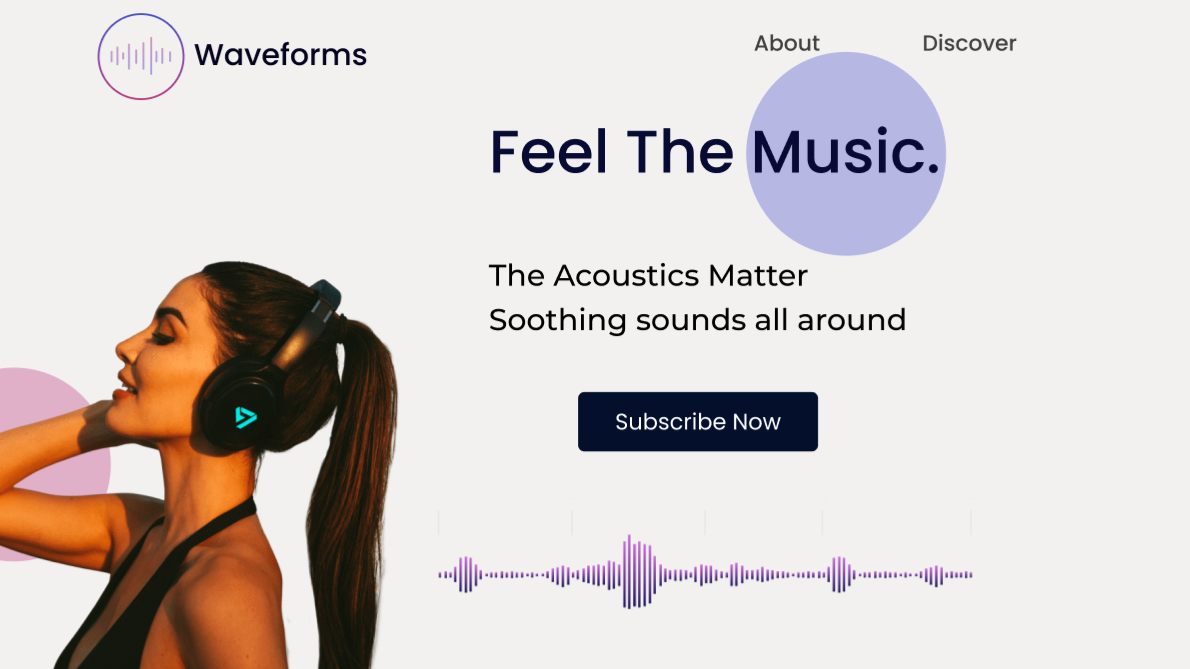 Waveforms
About
Discover
Feel The Music.
The Acoustics Matter
Soothing sounds all around
Subscribe Now